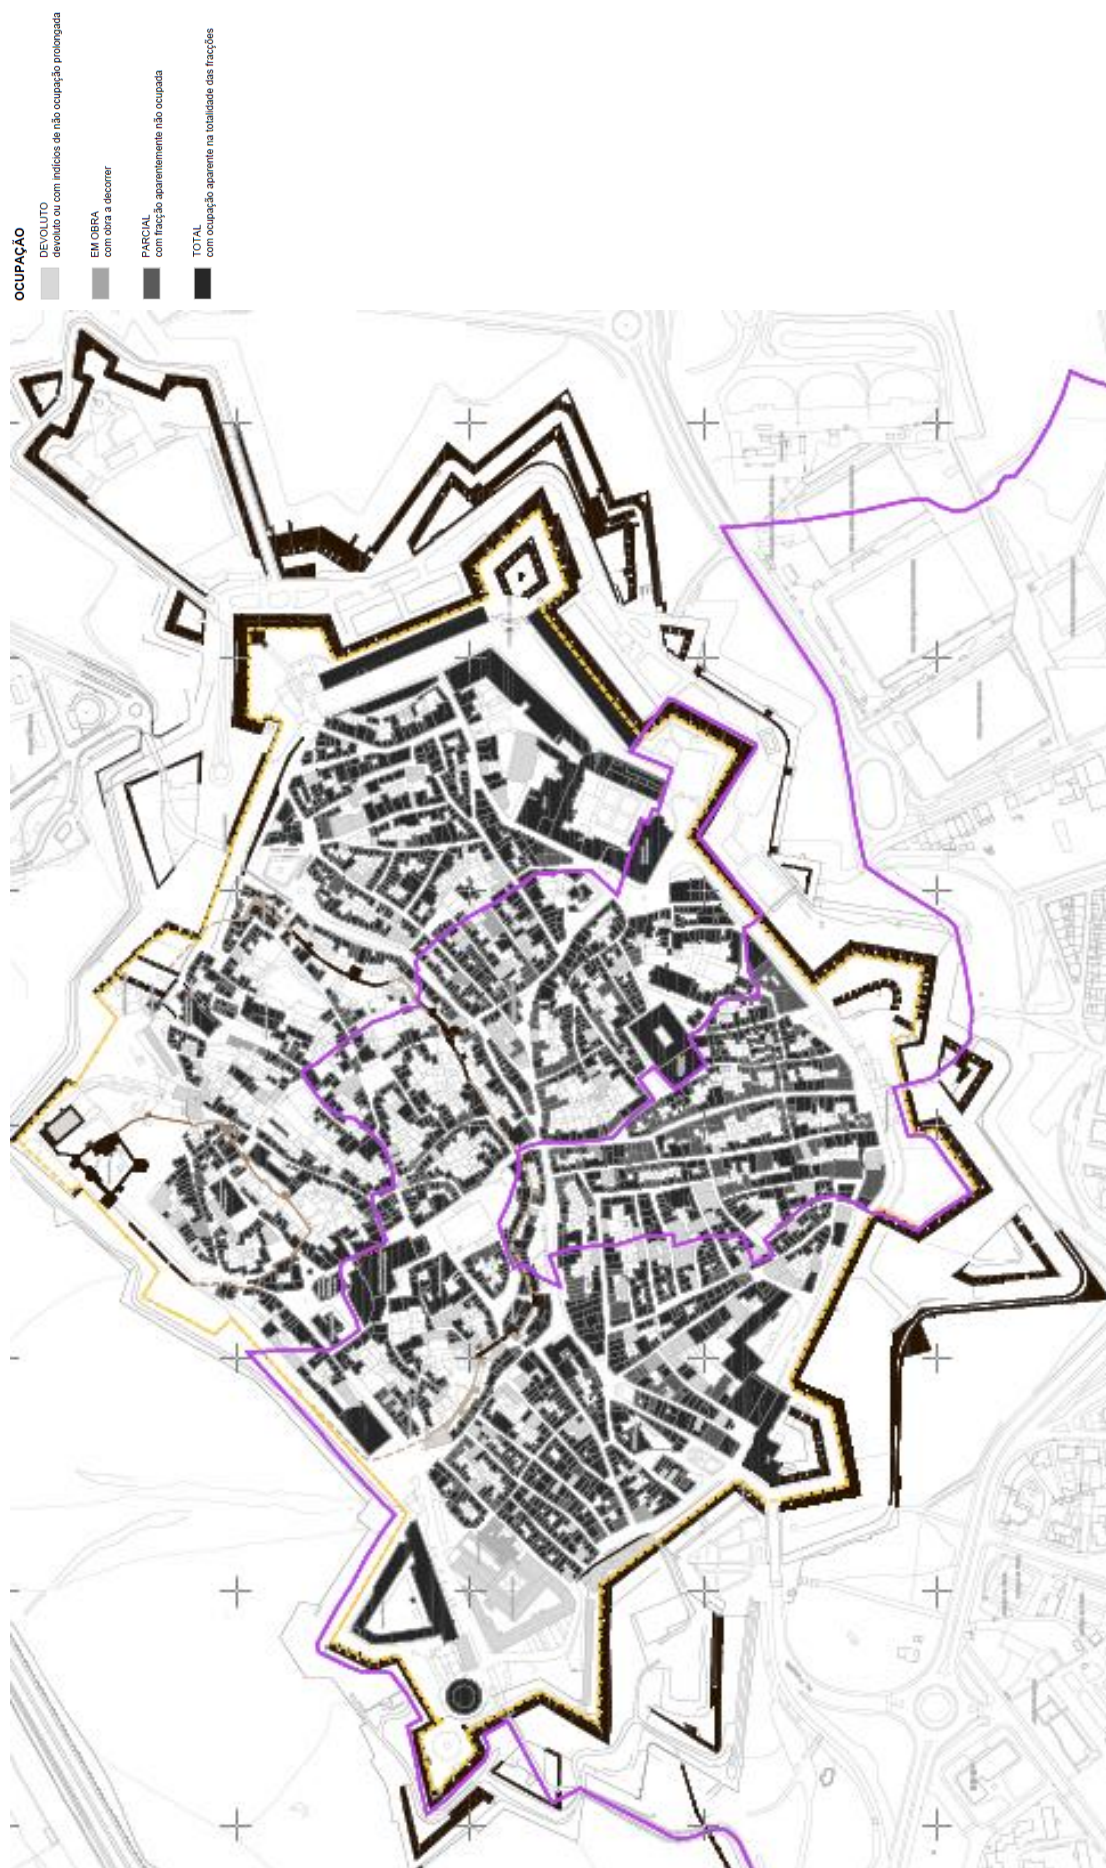 OCUPAÇÃO
DEVOLUTO
devoluto ou com indícios de não ocupação prolongada
EM OBRA
com obra a decorrer
PARCIAL
com fracção aparentemente não ocupada
TOTAL
com ocupação aparente na totalidade das fracções